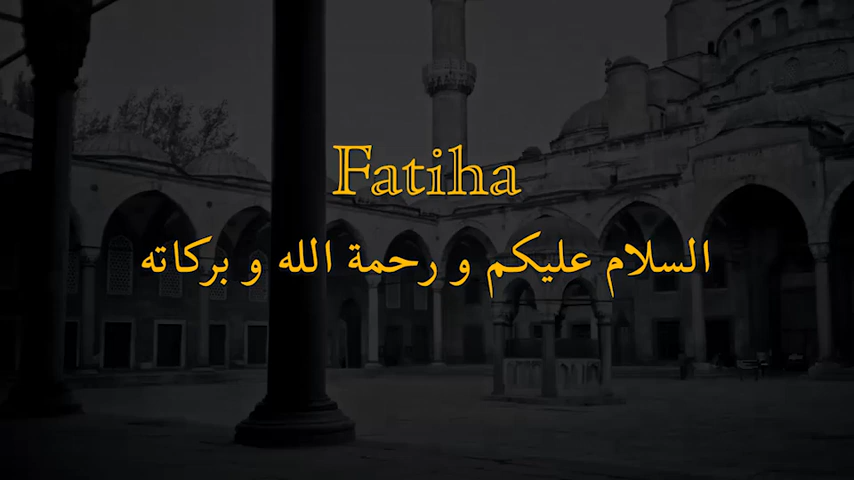 Fatiha
السلام عليكم و رحمة الله و بركاته